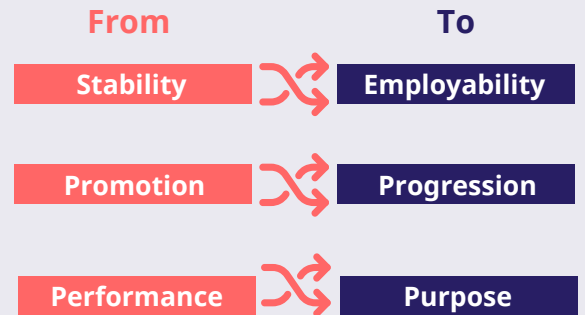 From To
Stability Employability
Promotion Progression
Performance Purpose